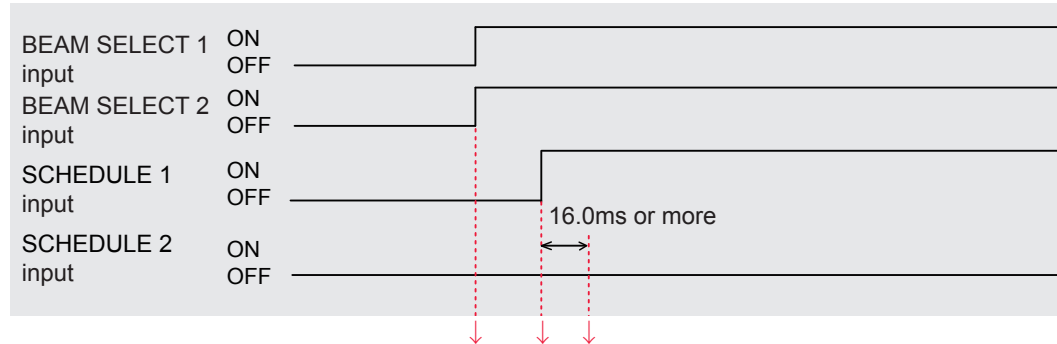 BEAM SELECT 1
input
ON
OFF
BEAM SELECT 2
input
ON
OFF
SCHEDULE 1
input
ON
OFF
16.0ms or more
SCHEDULE 2
input
ON
OFF